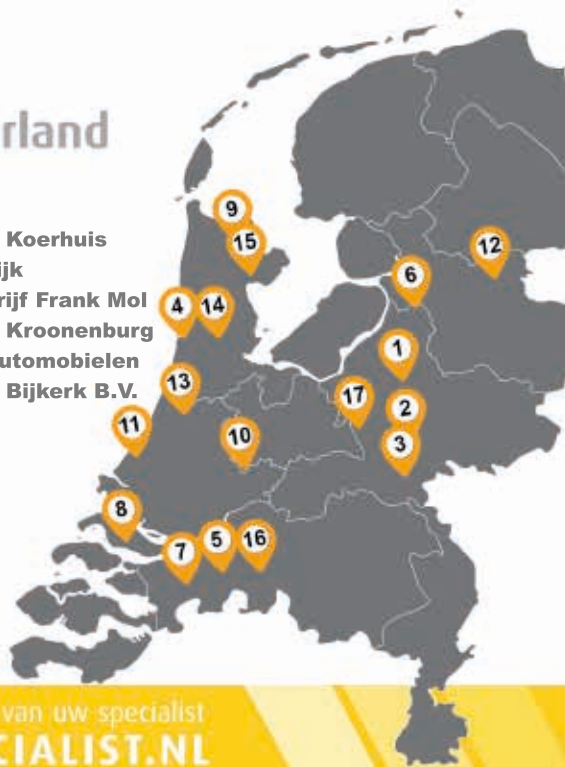 rland
Koerhuis
ijk
rijf Frank Mol
Kroonenburg
utomobielen
Bijkerk B.V.
9
15
12
6
4
14
1
13
17
2
11
10
3
8
7
5
16
van uw specialist
CIALIST.NL